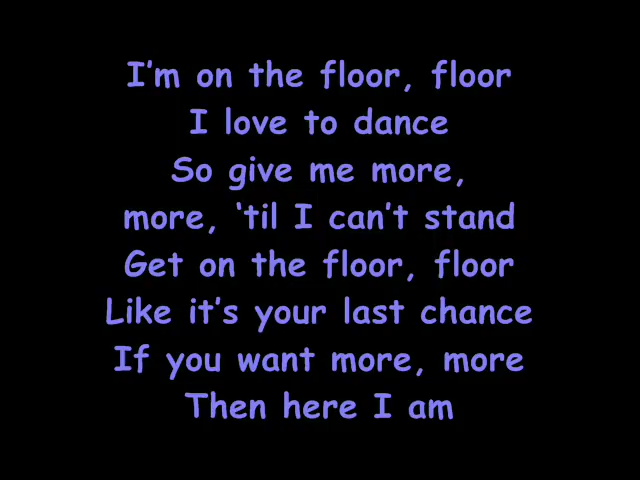 I’m on the floor, floor
I love to dance
So give me more,
more, ‘til I can’t stand
Get on the floor, floor
Like it’s your last chance
If you want more, more
Then here I am